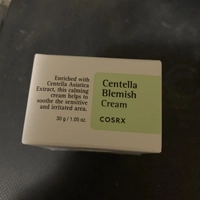 Enriched with
Centella Asiatica
Extract, this calming
cream helps to
soothe the sensitive
and irritated area.
30 g / 1.05 oz.
Centella
Blemish
Cream
COSRX